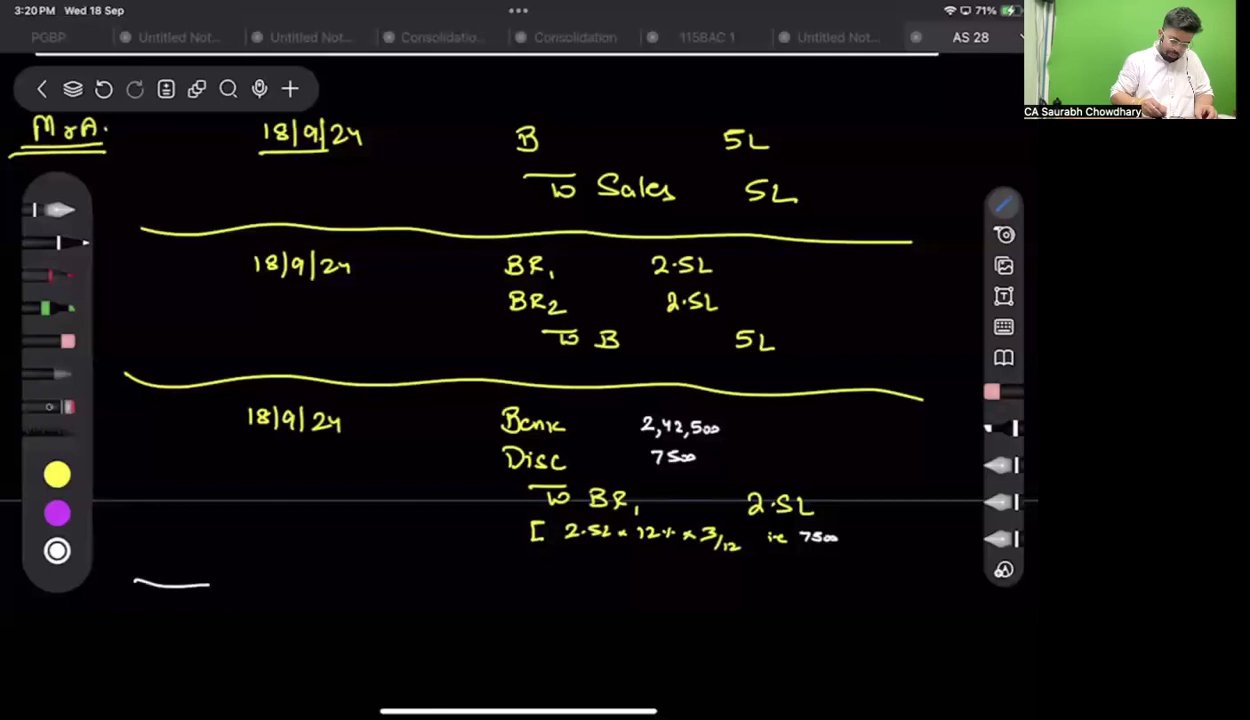 3:20 PM Wed 18 Sep
71%
PGBP Untitled Not... Untitled Not... Consolidatio... Consolidation 115BAC 1 Untitled Not... AS 28
CA Saurabh Chowdhary
Mr A. 18/9/24 B 5L
To Sales 5L
18/9/24 BR1 2.5L
BR2 2.5L
To B 5L
18/9/24 Bank 2,42,500
Disc 7500
To BR1 2.5L
[ 2.5L × 12% × 3/12 i.e 7500